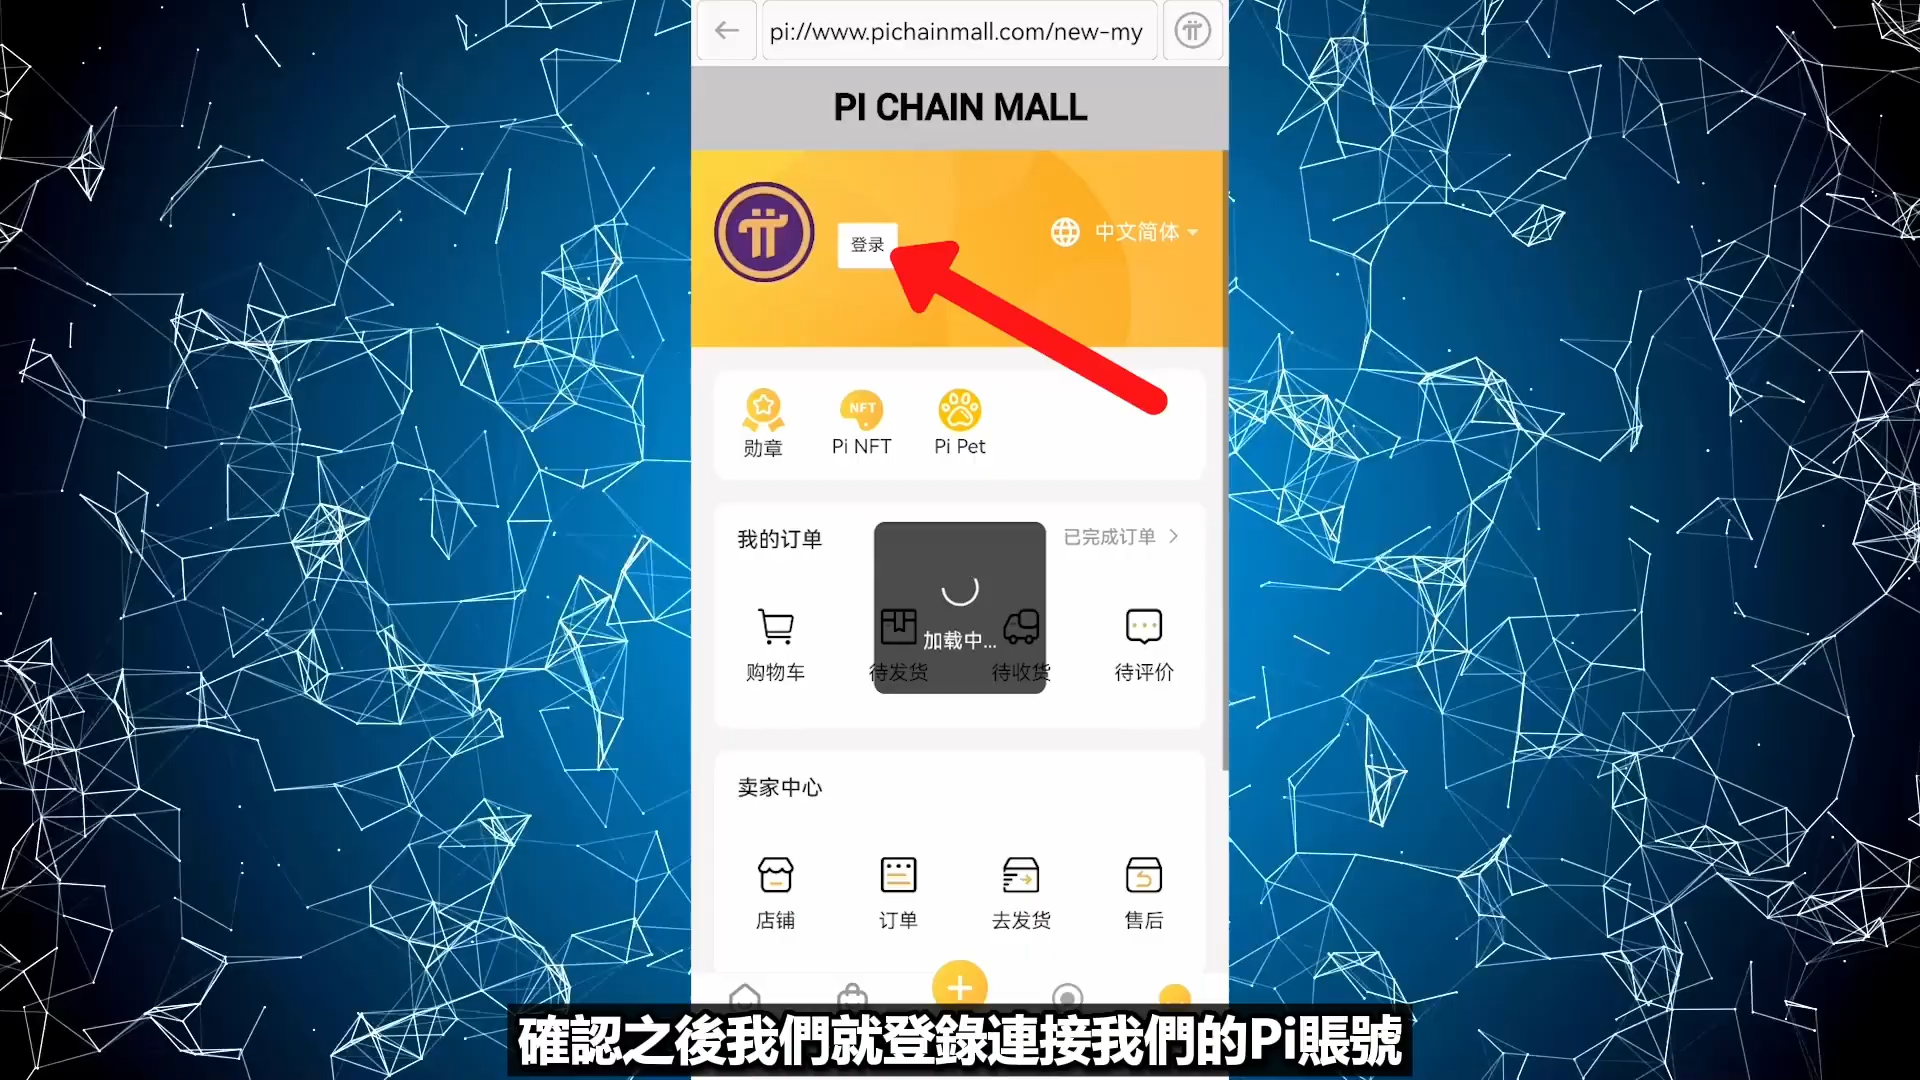 pi://www.pichainmall.com/new-my
PI CHAIN MALL
登录
中文简体
勋章
NFT
Pi NFT
Pi Pet
我的订单
已完成订单
加载中...
购物车
待发货
待收货
待评价
卖家中心
店铺
订单
去发货
售后
確認之後我們就登錄連接我們的Pi賬號